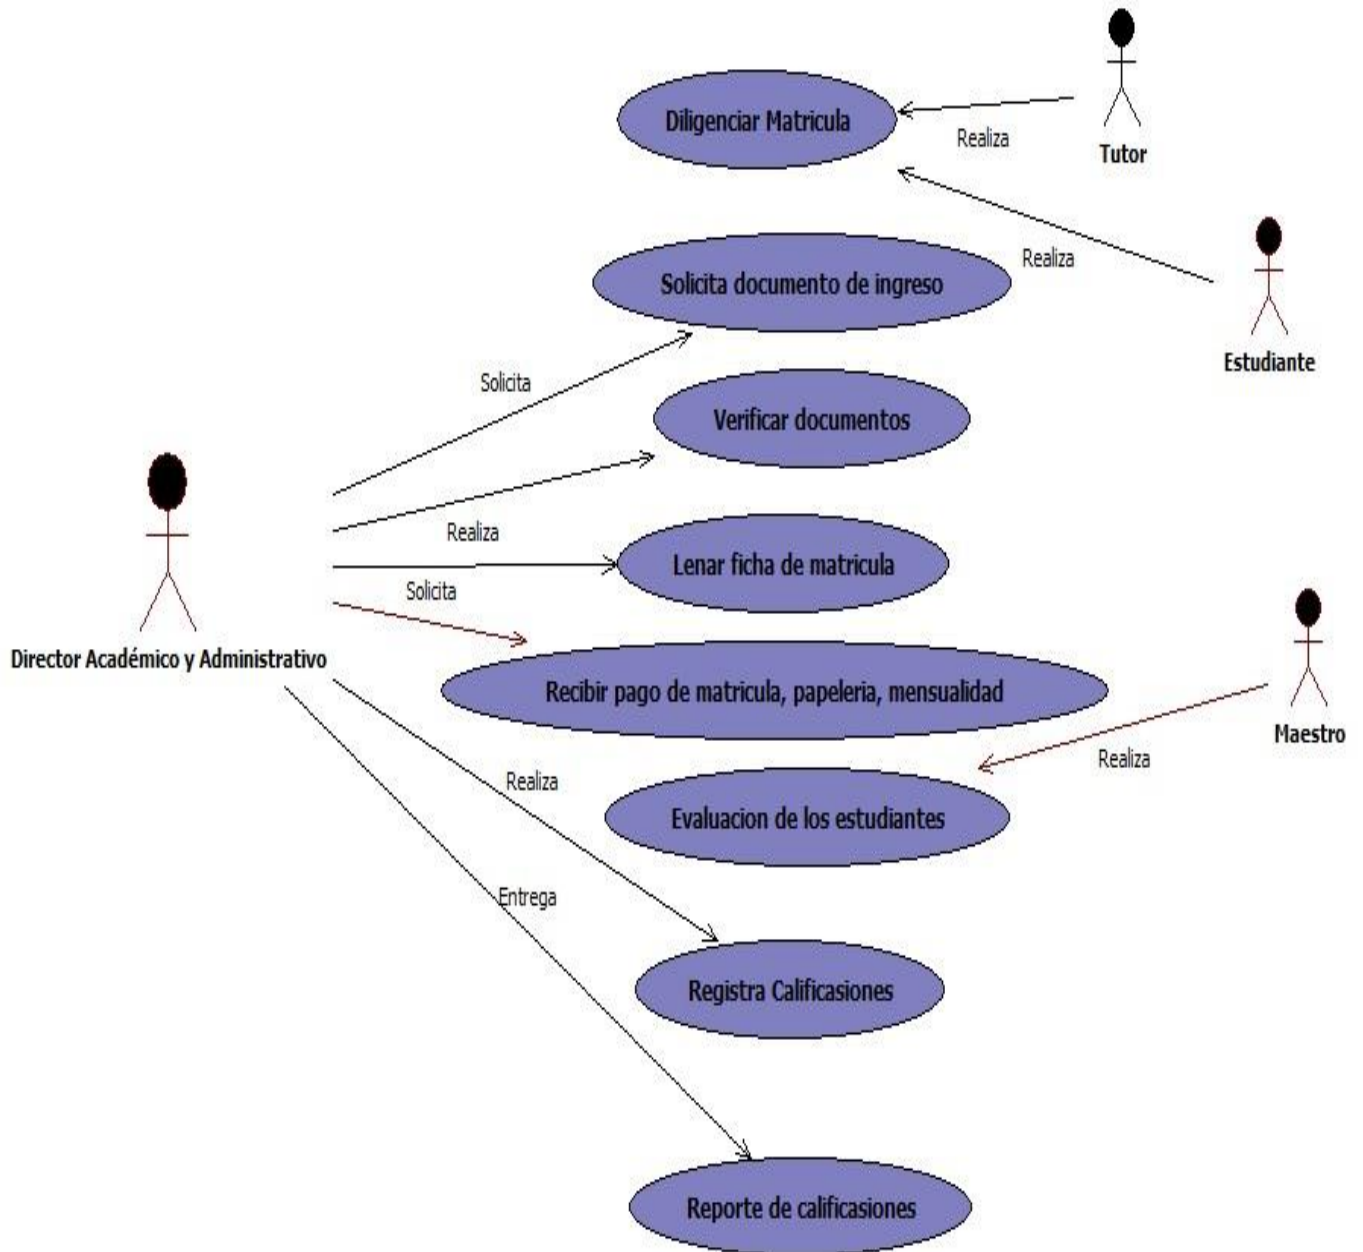 Diligenciar Matricula
Realiza
Tutor
Realiza
Solicita documento de ingreso
Estudiante
Solicita
Verificar documentos
Realiza
Lenar ficha de matricula
Solicita
Director Académico y Administrativo
Recibir pago de matricula, papeleria, mensualidad
Maestro
Realiza
Realiza
Evaluacion de los estudiantes
Entrega
Registra Calificasiones
Reporte de calificasiones